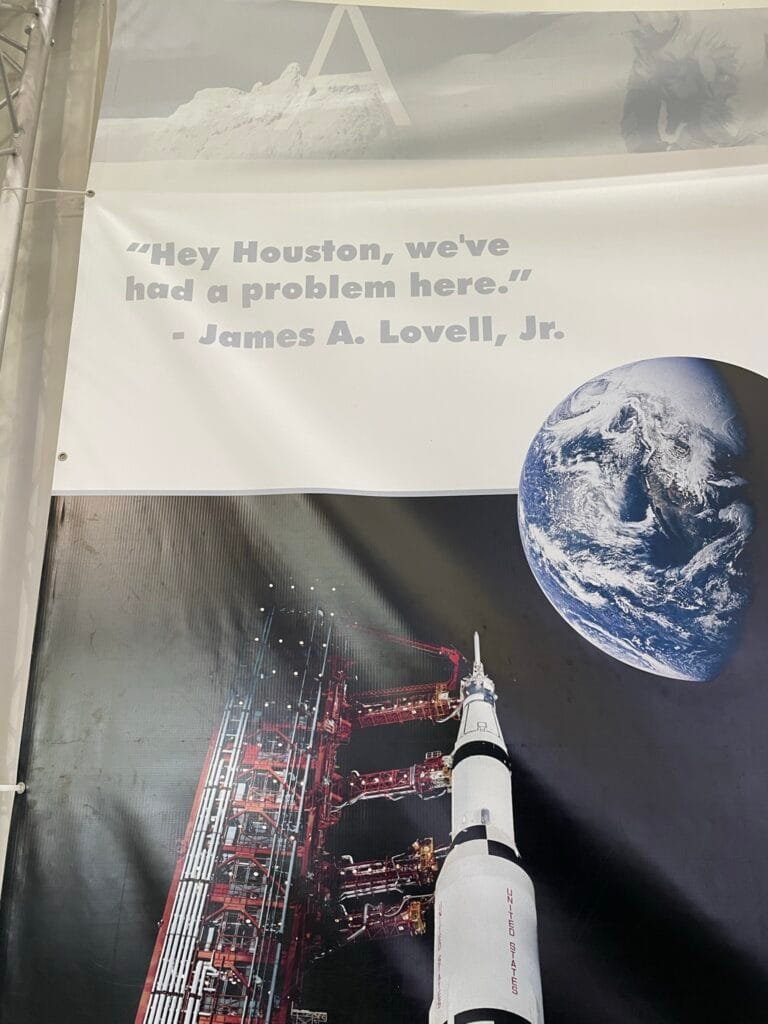 A
“Hey Houston, we've
had a problem here.”
- James A. Lovell, Jr.
UNITED STATES